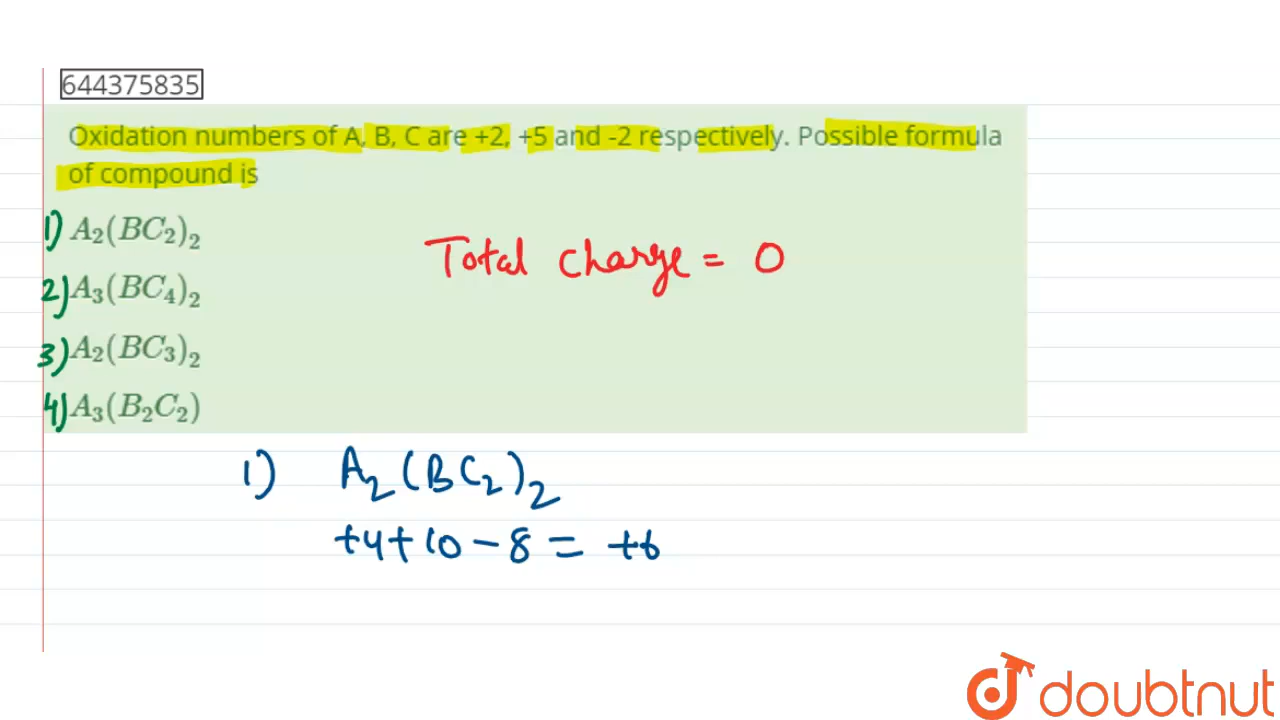 644375835
Oxidation numbers of A, B, C are +2, +5 and -2 respectively. Possible formula
of compound is
1) A₂(BC₂)₂
2) A₃(BC₄)₂
3) A₂(BC₃)₂
4) A₃(B₂C₂)
Total charge = 0
1) A₂(BC₂)₂
+4+10-8= +6
doubtnut